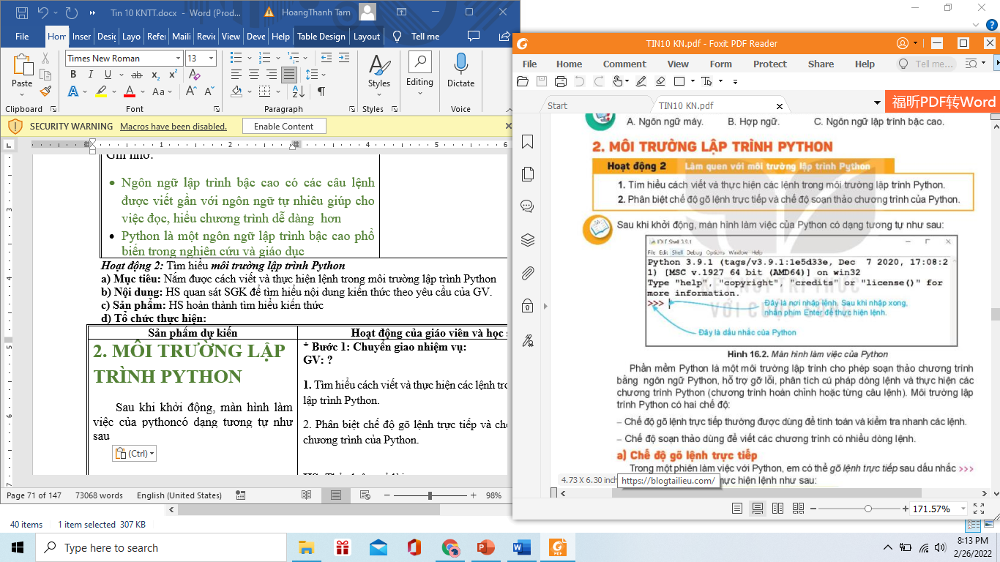 Tin 10 KNTT.docx - Word (Prod...
HoangThanh Tam
File Hom Inser Desig Layo Refer Maili Revie View Deve Help Table Design Layout Tell me
Times New Roman 13
Paste
Styles
Editing
Dictate
Clipboard Font Paragraph Styles Voice
SECURITY WARNING Macros have been disabled. Enable Content
Ghi nhớ:
• Ngôn ngữ lập trình bậc cao có các câu lệnh
được viết gần với ngôn ngữ tự nhiên giúp cho
việc đọc, hiểu chương trình dễ dàng hơn
• Python là một ngôn ngữ lập trình bậc cao phổ
biến trong nghiên cứu và giáo dục
Hoạt động 2: Tìm hiểu môi trường lập trình Python
a) Mục tiêu: Nắm được cách viết và thực hiện lệnh trong môi trường lập trình Python
b) Nội dung: HS quan sát SGK để tìm hiểu nội dung kiến thức theo yêu cầu của GV.
c) Sản phẩm: HS hoàn thành tìm hiểu kiến thức
d) Tổ chức thực hiện:
Sản phẩm dự kiến
Hoạt động của giáo viên và học s
2. MÔI TRƯỜNG LẬP
TRÌNH PYTHON
Sau khi khởi động, màn hình làm
việc của pythoncó dạng tương tự như
sau
(Ctrl)
* Bước 1: Chuyển giao nhiệm vụ:
GV: ?
1. Tìm hiểu cách viết và thực hiện các lệnh tro
lập trình Python.
2. Phân biệt chế độ gõ lệnh trực tiếp và ch
chương trình của Python.
Page 71 of 147 73068 words English (United States) 98%
40 items 1 item selected 307 KB
TIN10 KN.pdf - Foxit PDF Reader
File Home Comment View Form Protect Share Help Tell me...
Start TIN10 KN.pdf
福昕PDF转Word
A. Ngôn ngữ máy. B. Hợp ngữ. C. Ngôn ngữ lập trình bậc cao.
2. MÔI TRƯỜNG LẬP TRÌNH PYTHON
Hoạt động 2 Làm quen với môi trường lập trình Python
1. Tìm hiểu cách viết và thực hiện các lệnh trong môi trường lập trình Python.
2. Phân biệt chế độ gõ lệnh trực tiếp và chế độ soạn thảo chương trình của Python.
Sau khi khởi động, màn hình làm việc của Python có dạng tương tự như sau:
IDLE Shell 3.9.1
File Edit Shell Debug Options Window Help
Python 3.9.1 (tags/v3.9.1:1e5d33e, Dec 7 2020, 17:08:2
1) [MSC v.1927 64 bit (AMD64)] on win32
Type "help", "copyright", "credits" or "license()" for
more information.
>>>
Đây là nơi nhập lệnh. Sau khi nhập xong,
nhấn phím Enter để thực hiện lệnh.
Đây là dấu nhắc của Python
Hình 16.2. Màn hình làm việc của Python
Phần mềm Python là một môi trường lập trình cho phép soạn thảo chương trình
bằng ngôn ngữ Python, hỗ trợ gỡ lỗi, phân tích cú pháp dòng lệnh và thực hiện các
chương trình Python (chương trình hoàn chỉnh hoặc từng câu lệnh). Môi trường lập
trình Python có hai chế độ:
– Chế độ gõ lệnh trực tiếp thường được dùng để tính toán và kiểm tra nhanh các lệnh.
– Chế độ soạn thảo dùng để viết các chương trình có nhiều dòng lệnh.
a) Chế độ gõ lệnh trực tiếp
Trong một phiên làm việc với Python, em có thể gõ lệnh trực tiếp sau dấu nhắc >>>
thực hiện lệnh như sau:
4.73 X 6.30 inch
https://blogtailieu.com/
171.57%
Type here to search
8:13 PM
2/26/2022